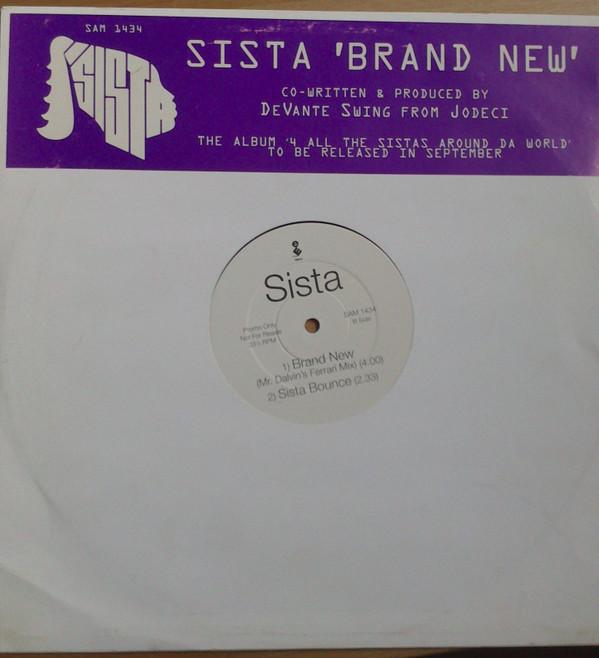 SAM 1434
SISTA
SISTA 'BRAND NEW'
CO-WRITTEN & PRODUCED BY
DEVANTE SWING FROM JODECI
THE ALBUM '4 ALL THE SISTAS AROUND DA WORLD'
TO BE RELEASED IN SEPTEMBER
Sista
Promo Only
Not For Resale
33⅓ RPM
SAM 1434
B Side
1) Brand New
(Mr. Dalvin's Ferrari Mix) (4.00)
2) Sista Bounce (2.33)